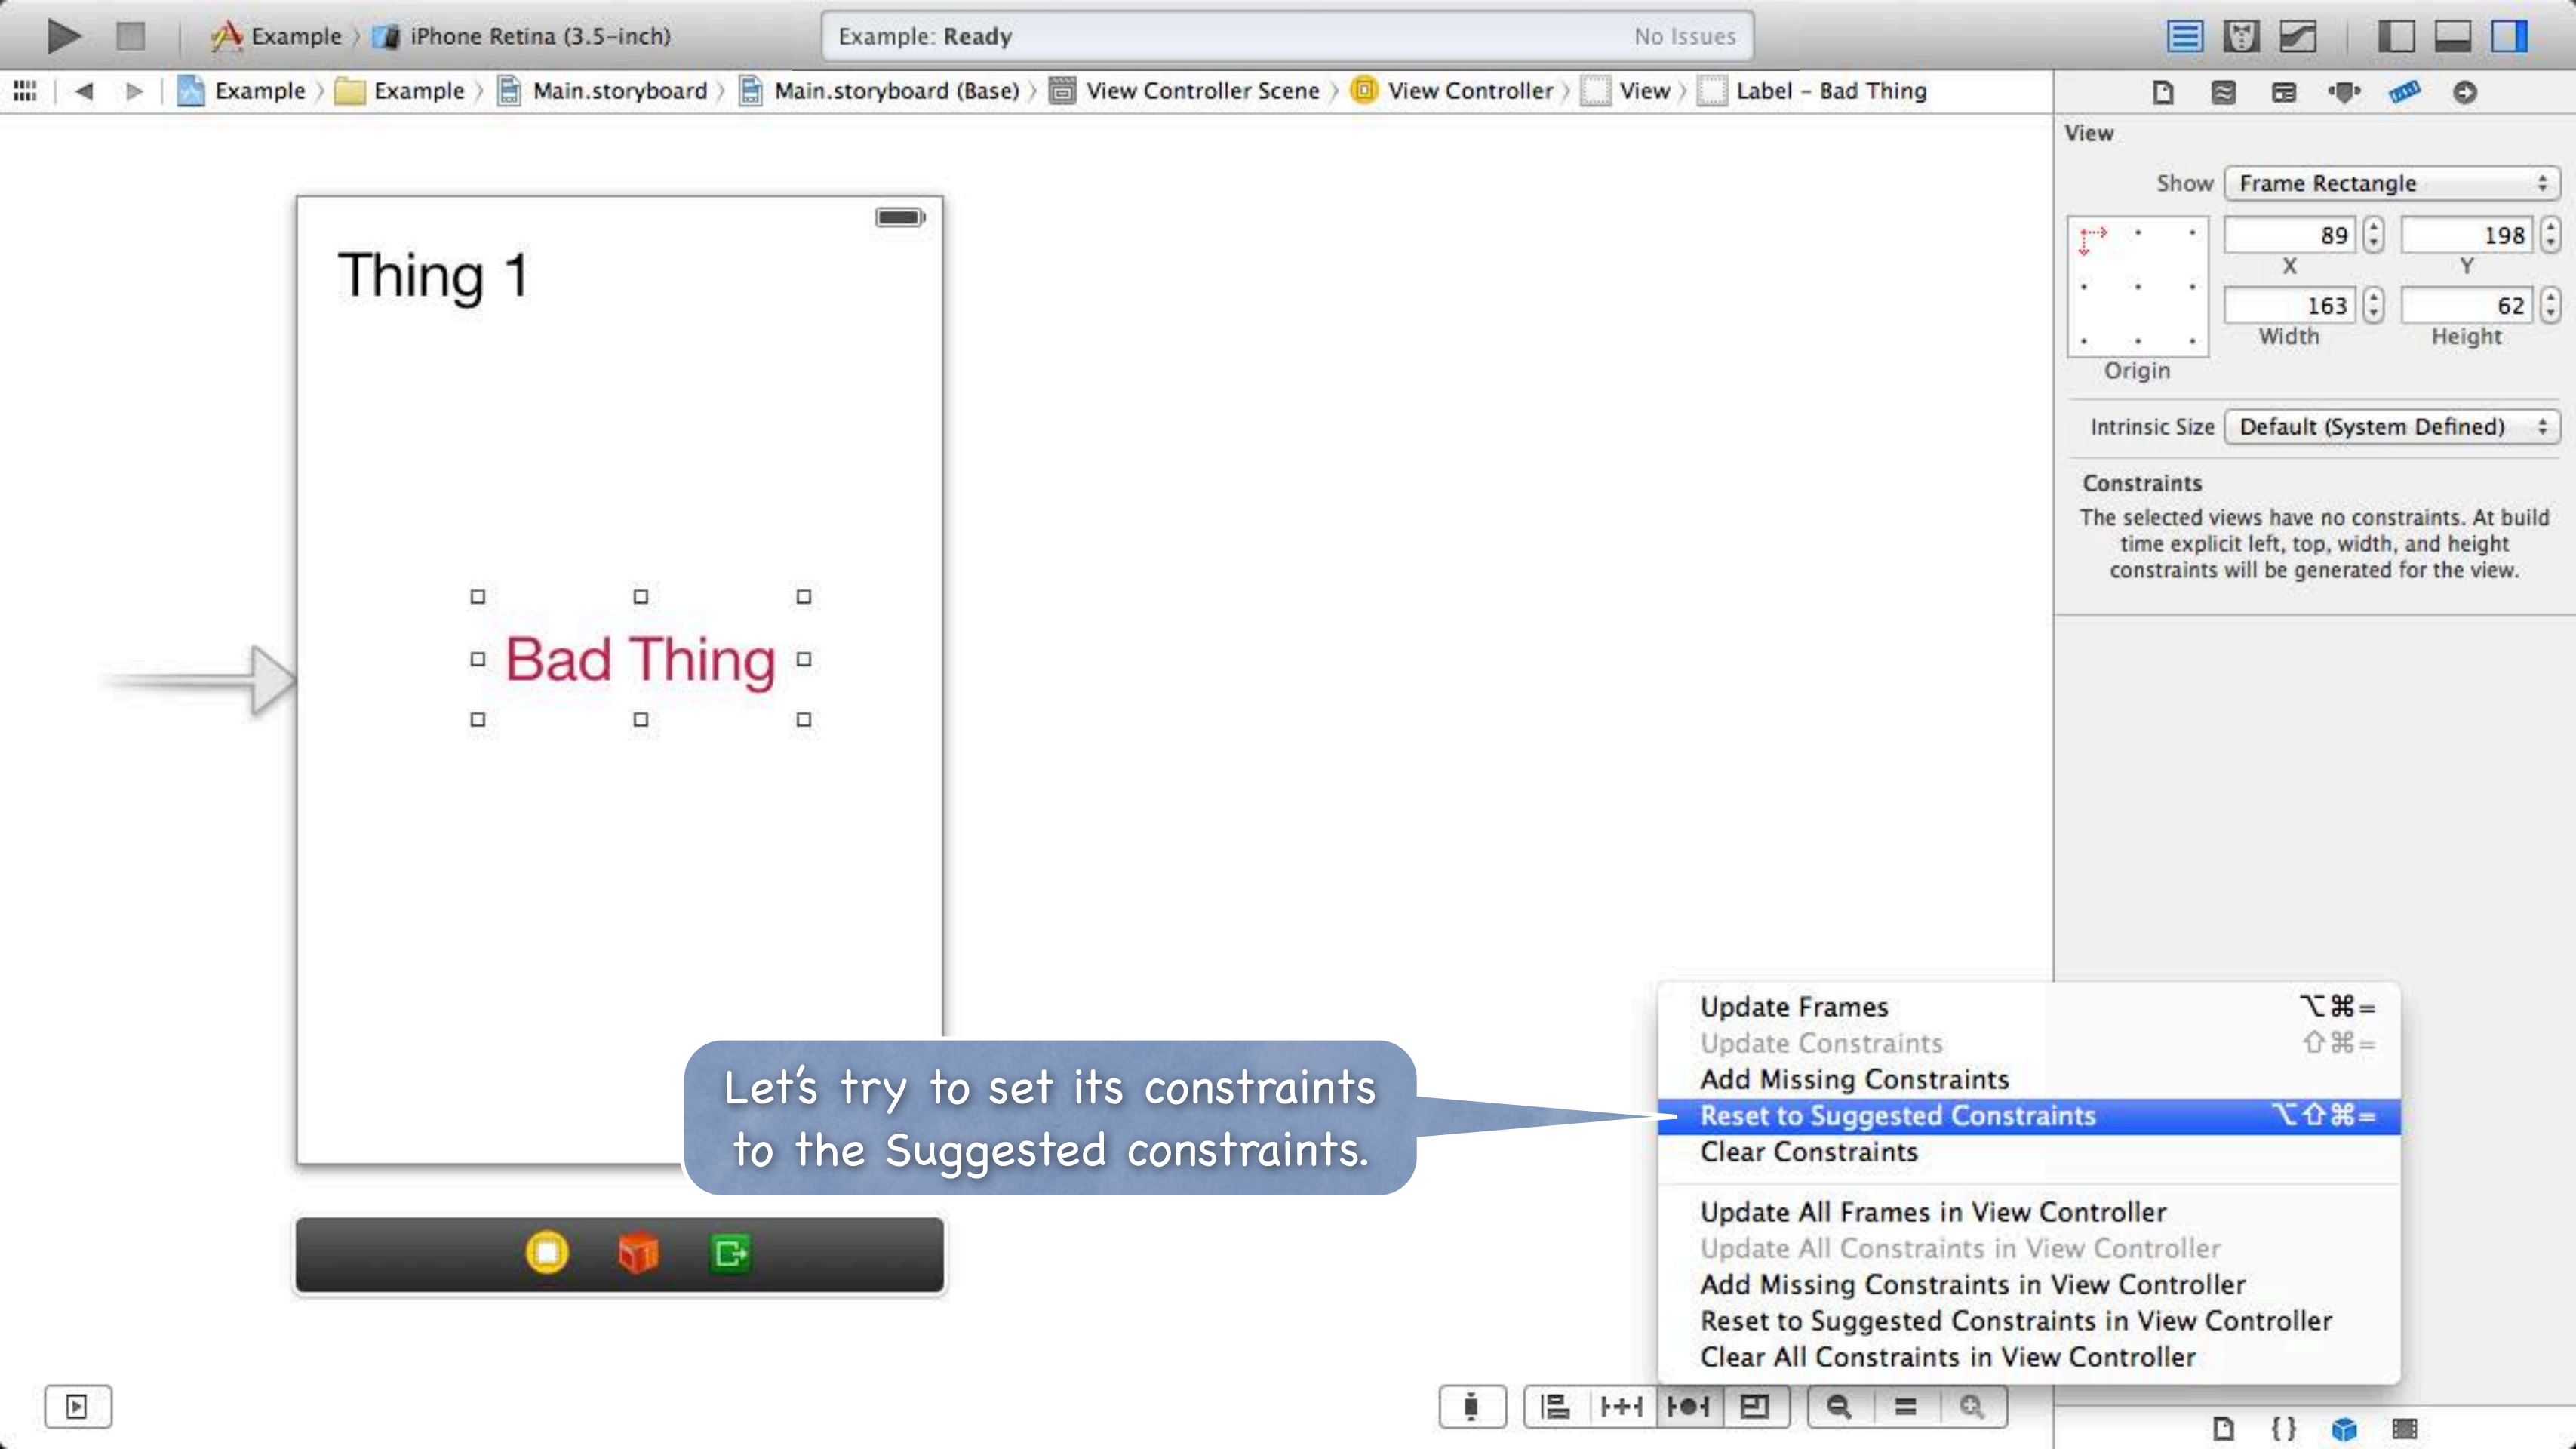 Example 〉 iPhone Retina (3.5-inch)
Example: Ready
No Issues
Example 〉 Example 〉 Main.storyboard 〉 Main.storyboard (Base) 〉 View Controller Scene 〉 View Controller 〉 View 〉 Label – Bad Thing
View
Show Frame Rectangle
89 198
X Y
163 62
Width Height
Origin
Intrinsic Size Default (System Defined)
Constraints
The selected views have no constraints. At build
time explicit left, top, width, and height
constraints will be generated for the view.
Thing 1
Bad Thing
Let's try to set its constraints
to the Suggested constraints.
Update Frames ⌥⌘=
Update Constraints ⇧⌘=
Add Missing Constraints
Reset to Suggested Constraints ⌥⇧⌘=
Clear Constraints
Update All Frames in View Controller
Update All Constraints in View Controller
Add Missing Constraints in View Controller
Reset to Suggested Constraints in View Controller
Clear All Constraints in View Controller
{ }